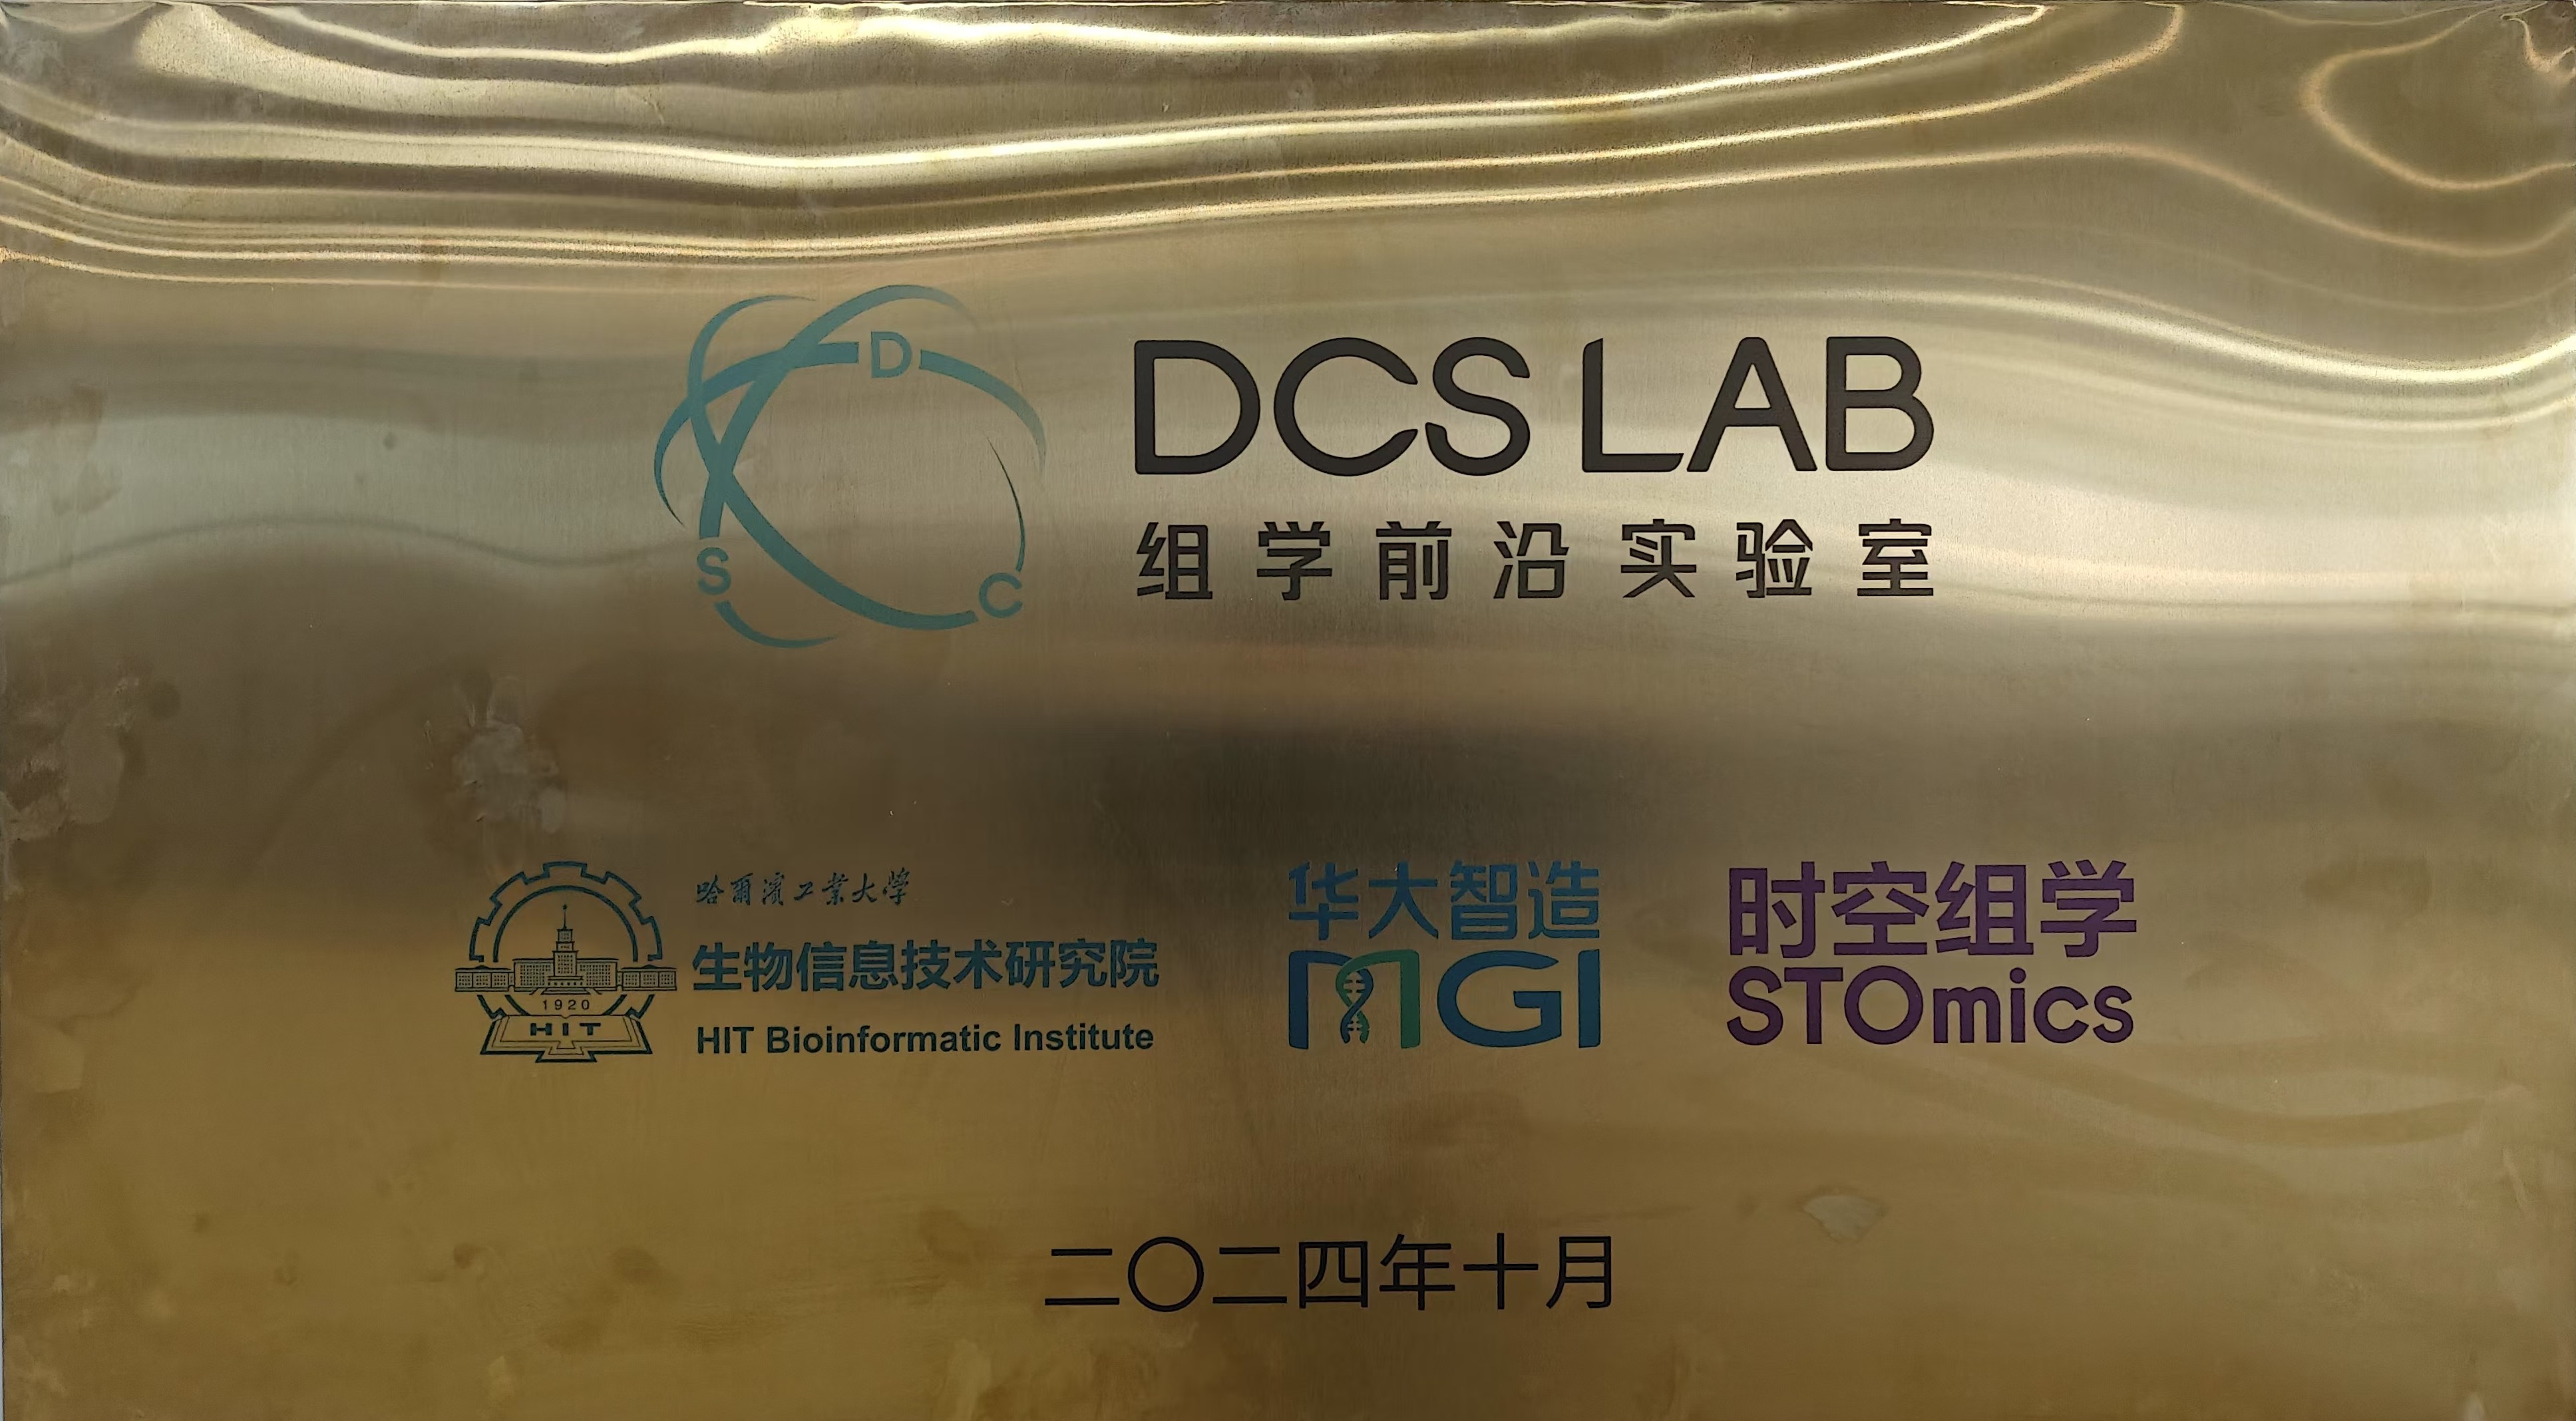 D
S
C
DCS LAB
组学前沿实验室
哈爾濱工業大學
生物信息技术研究院
HIT Bioinformatic Institute
1920
HIT
华大智造
MGI
时空组学
STOmics
二〇二四年十月